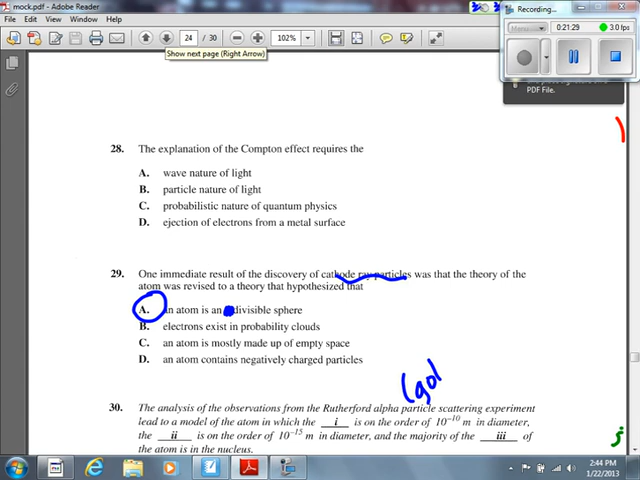 mock.pdf - Adobe Reader
File Edit View Window Help
24 / 30 102%
Show next page (Right Arrow)
Recording...
0:21:29 3.0 fps
Menu
PDF File.
28. The explanation of the Compton effect requires the
A. wave nature of light
B. particle nature of light
C. probabilistic nature of quantum physics
D. ejection of electrons from a metal surface
29. One immediate result of the discovery of cathode ray particles was that the theory of the
atom was revised to a theory that hypothesized that
A. an atom is an divisible sphere
B. electrons exist in probability clouds
C. an atom is mostly made up of empty space
D. an atom contains negatively charged particles
(gol
30. The analysis of the observations from the Rutherford alpha particle scattering experiment
lead to a model of the atom in which the i is on the order of 10⁻¹⁰ m in diameter,
the ii is on the order of 10⁻¹⁵ m in diameter, and the majority of the iii of
the atom is in the nucleus.
2:44 PM
1/22/2013